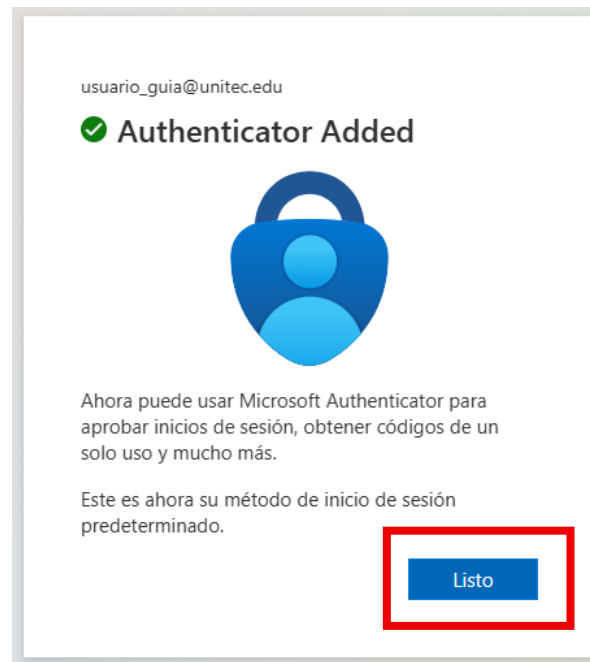 usuario_guia@unitec.edu
Authenticator Added
Ahora puede usar Microsoft Authenticator para
aprobar inicios de sesión, obtener códigos de un
solo uso y mucho más.
Este es ahora su método de inicio de sesión
predeterminado.
Listo